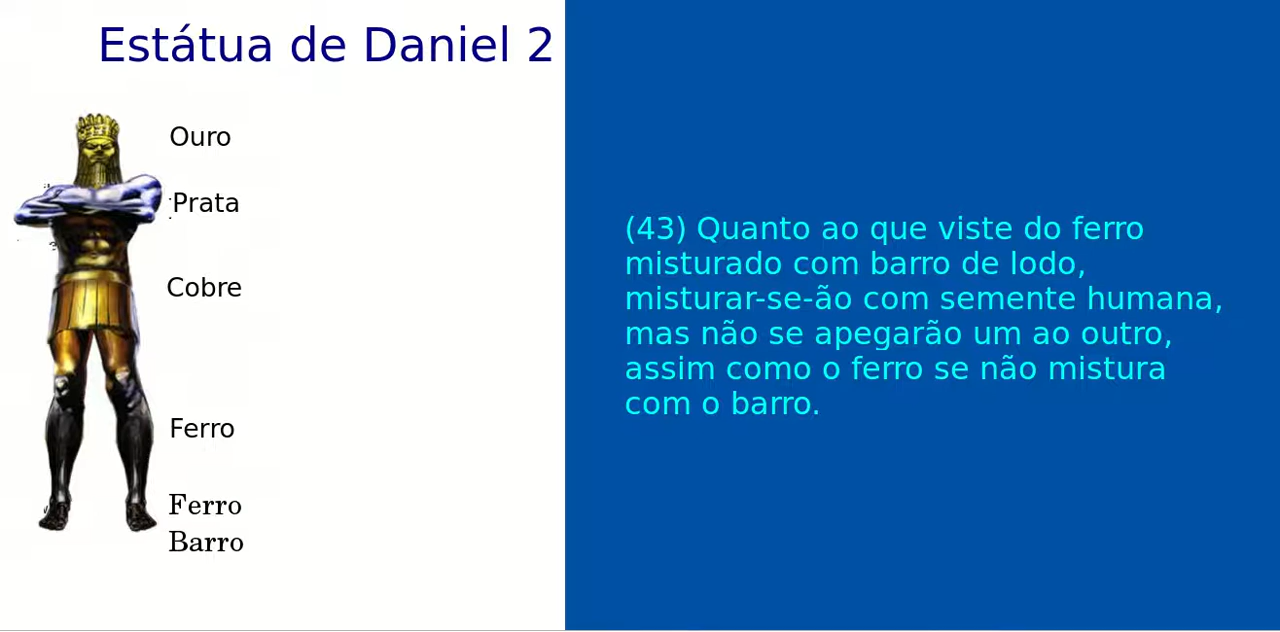 Estátua de Daniel 2
Ouro
Prata
Cobre
Ferro
Ferro
Barro
(43) Quanto ao que viste do ferro
misturado com barro de lodo,
misturar-se-ão com semente humana,
mas não se apegarão um ao outro,
assim como o ferro se não mistura
com o barro.